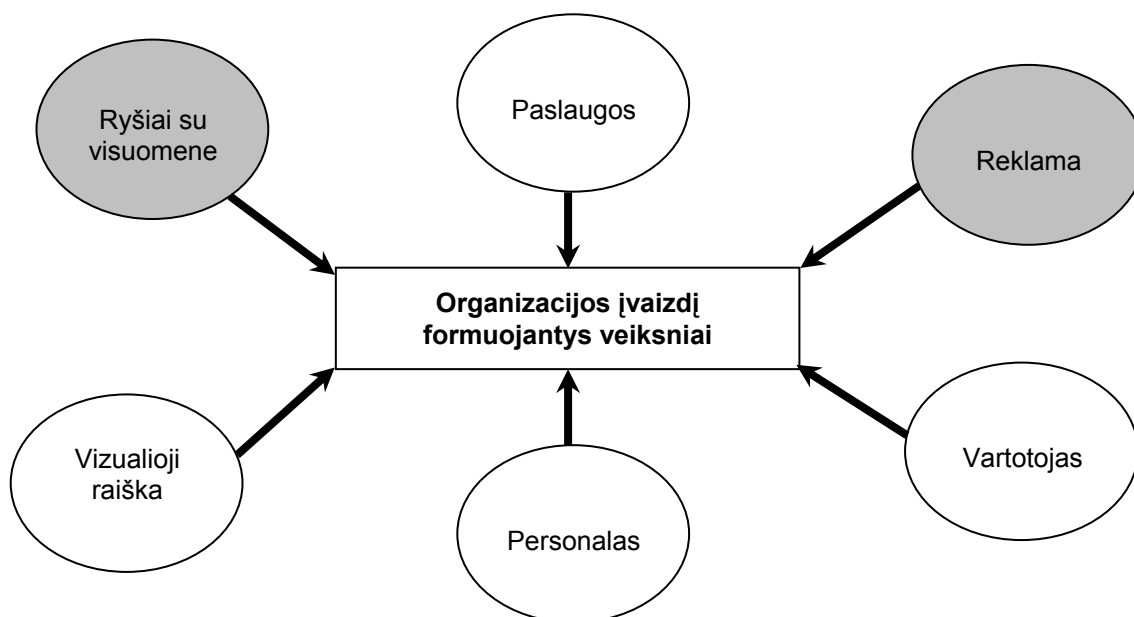 Ryšiai su
visuomene
Paslaugos
Reklama
Organizacijos įvaizdį
formuojantys veiksniai
Vizualioji
raiška
Personalas
Vartotojas